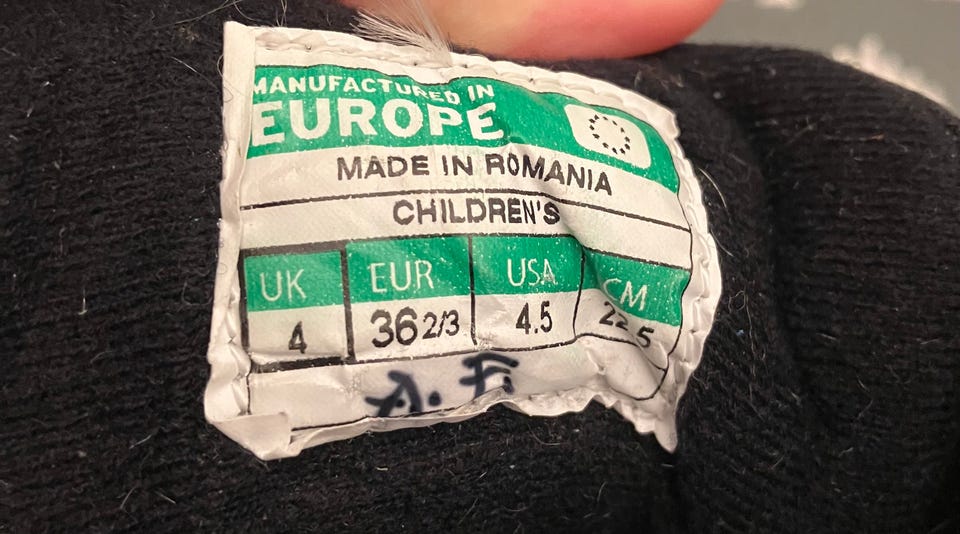 MANUFACTURED IN
EUROPE
MADE IN ROMANIA
CHILDREN'S
UK EUR USA CM
4 36 2/3 4.5 22.5
A. F.